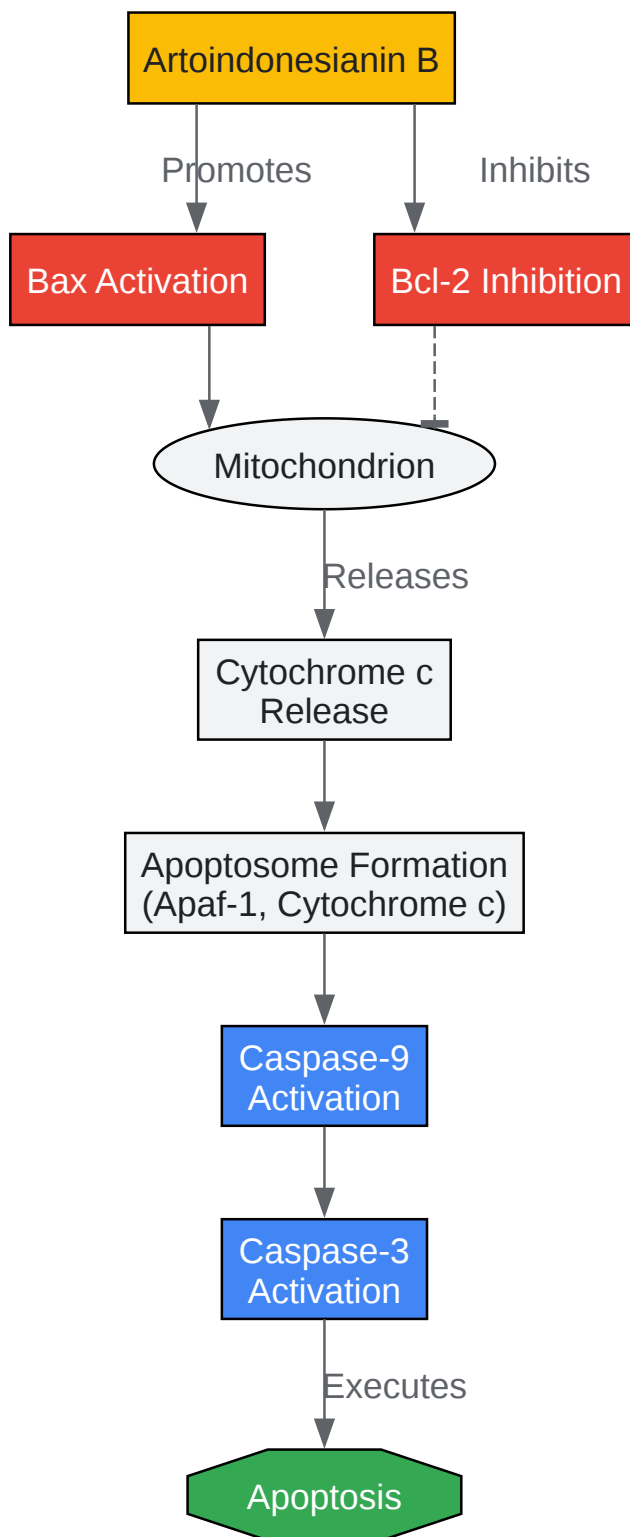 Artoindonesianin B
Promotes
Inhibits
Bax Activation
Bcl-2 Inhibition
Mitochondrion
Releases
Cytochrome c
Release
Apoptosome Formation
(Apaf-1, Cytochrome c)
Caspase-9
Activation
Caspase-3
Activation
Executes
Apoptosis